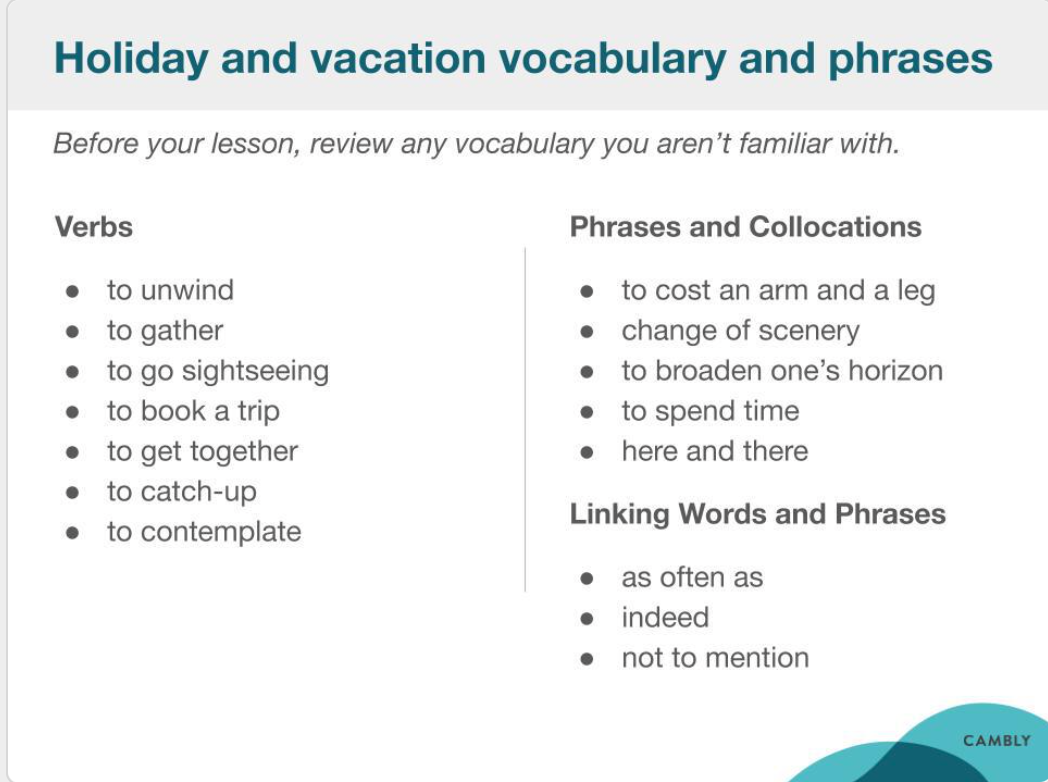 Holiday and vacation vocabulary and phrases
Before your lesson, review any vocabulary you aren't familiar with.
Verbs
● to unwind
● to gather
● to go sightseeing
● to book a trip
● to get together
● to catch-up
● to contemplate
Phrases and Collocations
● to cost an arm and a leg
● change of scenery
● to broaden one's horizon
● to spend time
● here and there
Linking Words and Phrases
● as often as
● indeed
● not to mention
CAMBLY